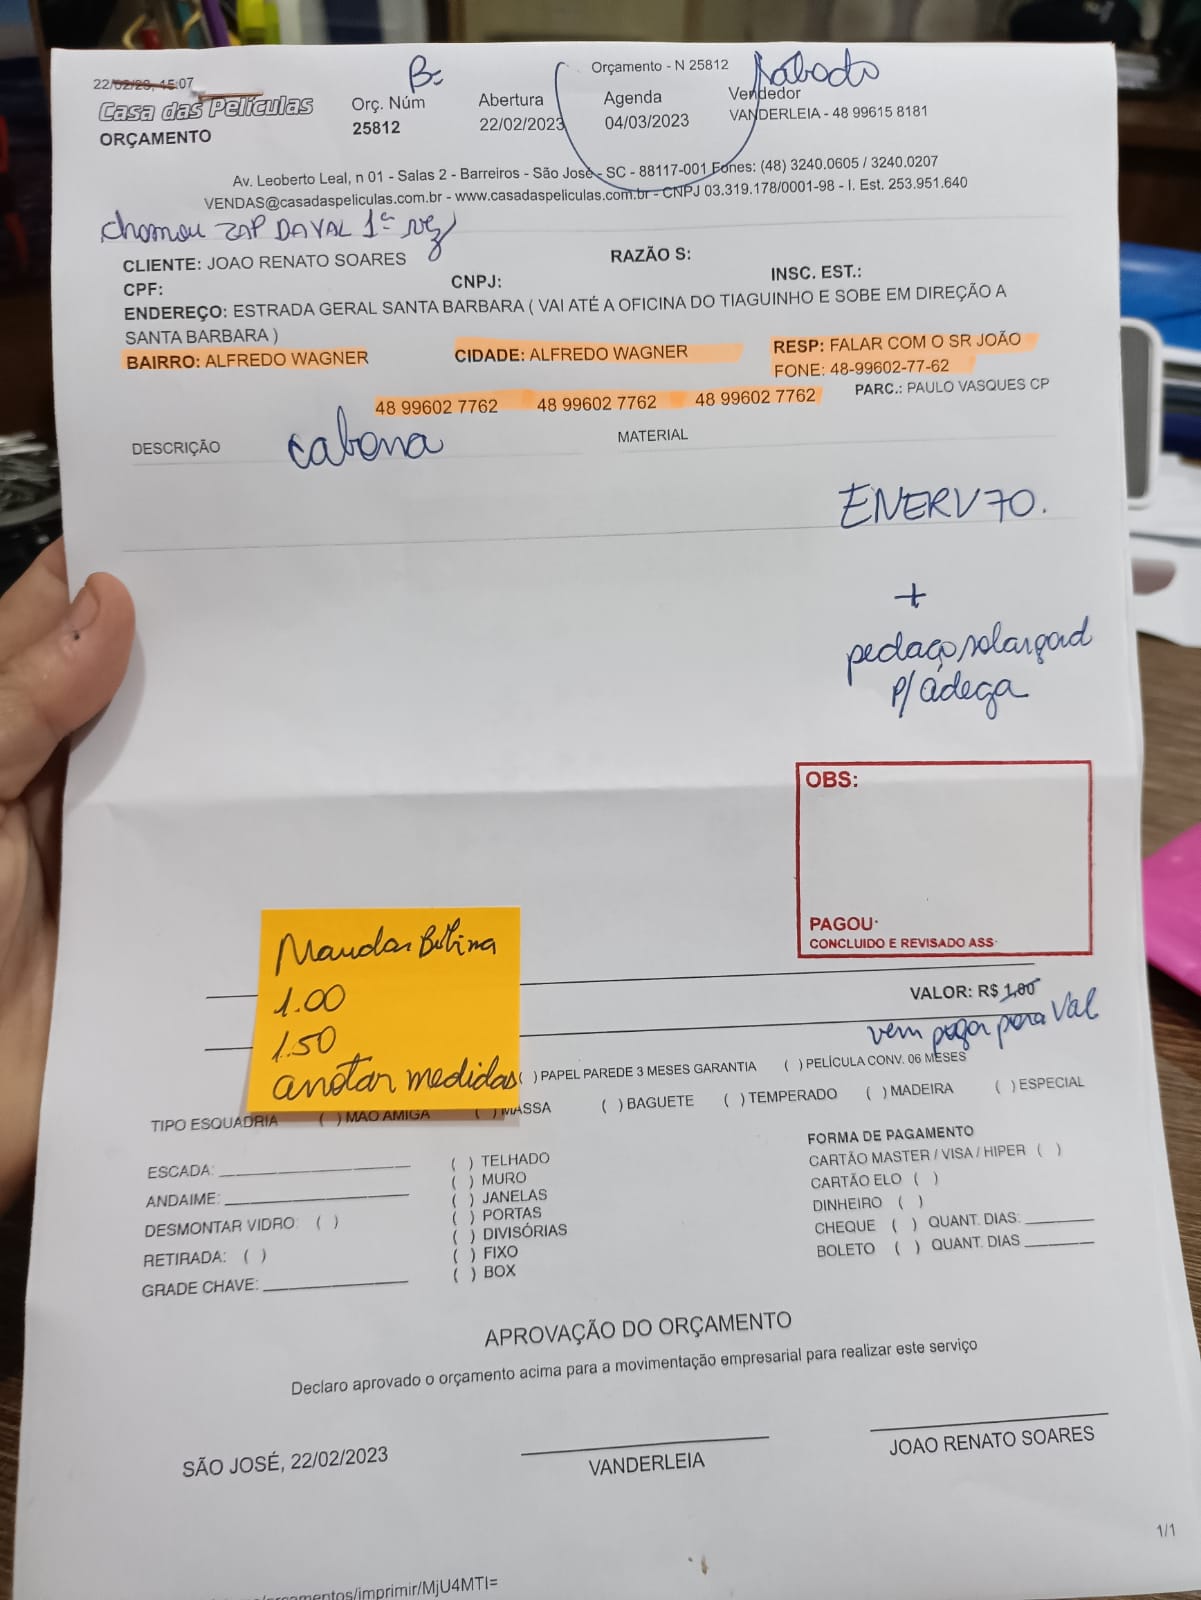 22/02/23, 15:07
Orçamento - N 25812
B=
Sábado
Casa das Películas
ORÇAMENTO
Orç. Núm
25812
Abertura
22/02/2023
Agenda
04/03/2023
Vendedor
VANDERLEIA - 48 99615 8181
Av. Leoberto Leal, n 01 - Salas 2 - Barreiros - São José - SC - 88117-001 Fones: (48) 3240.0605 / 3240.0207
VENDAS@casadaspeliculas.com.br - www.casadaspeliculas.com.br - CNPJ 03.319.178/0001-98 - I. Est. 253.951.640
chamou ZAP DA VAL 1ª vez
CLIENTE: JOAO RENATO SOARES
RAZÃO S:
CPF:
CNPJ:
INSC. EST.:
ENDEREÇO: ESTRADA GERAL SANTA BARBARA ( VAI ATÉ A OFICINA DO TIAGUINHO E SOBE EM DIREÇÃO A
SANTA BARBARA )
BAIRRO: ALFREDO WAGNER
CIDADE: ALFREDO WAGNER
RESP: FALAR COM O SR JOÃO
FONE: 48-99602-77-62
48 99602 7762 48 99602 7762 48 99602 7762
PARC.: PAULO VASQUES CP
DESCRIÇÃO
cabana
MATERIAL
ENERV 70.
+
pedaço solargard
p/ adega
OBS:
PAGOU:
CONCLUIDO E REVISADO ASS:
Mandar Bobina
1.00
1.50
anotar medidas
VALOR: R$ 1,00
vem pagar para Val
( ) PAPEL PAREDE 3 MESES GARANTIA ( ) PELÍCULA CONV. 06 MESES
TIPO ESQUADRIA ( ) MÃO AMIGA ( ) MASSA ( ) BAGUETE ( ) TEMPERADO ( ) MADEIRA ( ) ESPECIAL
ESCADA:
ANDAIME:
DESMONTAR VIDRO: ( )
RETIRADA: ( )
GRADE CHAVE:
( ) TELHADO
( ) MURO
( ) JANELAS
( ) PORTAS
( ) DIVISÓRIAS
( ) FIXO
( ) BOX
FORMA DE PAGAMENTO
CARTÃO MASTER / VISA / HIPER ( )
CARTÃO ELO ( )
DINHEIRO ( )
CHEQUE ( ) QUANT. DIAS:
BOLETO ( ) QUANT. DIAS
APROVAÇÃO DO ORÇAMENTO
Declaro aprovado o orçamento acima para a movimentação empresarial para realizar este serviço
SÃO JOSÉ, 22/02/2023
VANDERLEIA
JOAO RENATO SOARES
1/1
/imprimir/MjU4MTI=